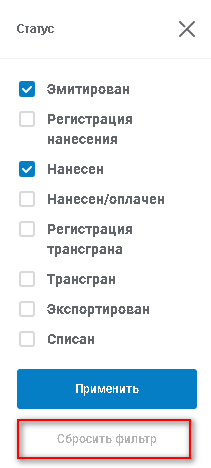 Статус
Эмитирован
Регистрация
нанесения
Нанесен
Нанесен/оплачен
Регистрация
трансграна
Трансгран
Экспортирован
Списан
Применить
Сбросить фильтр